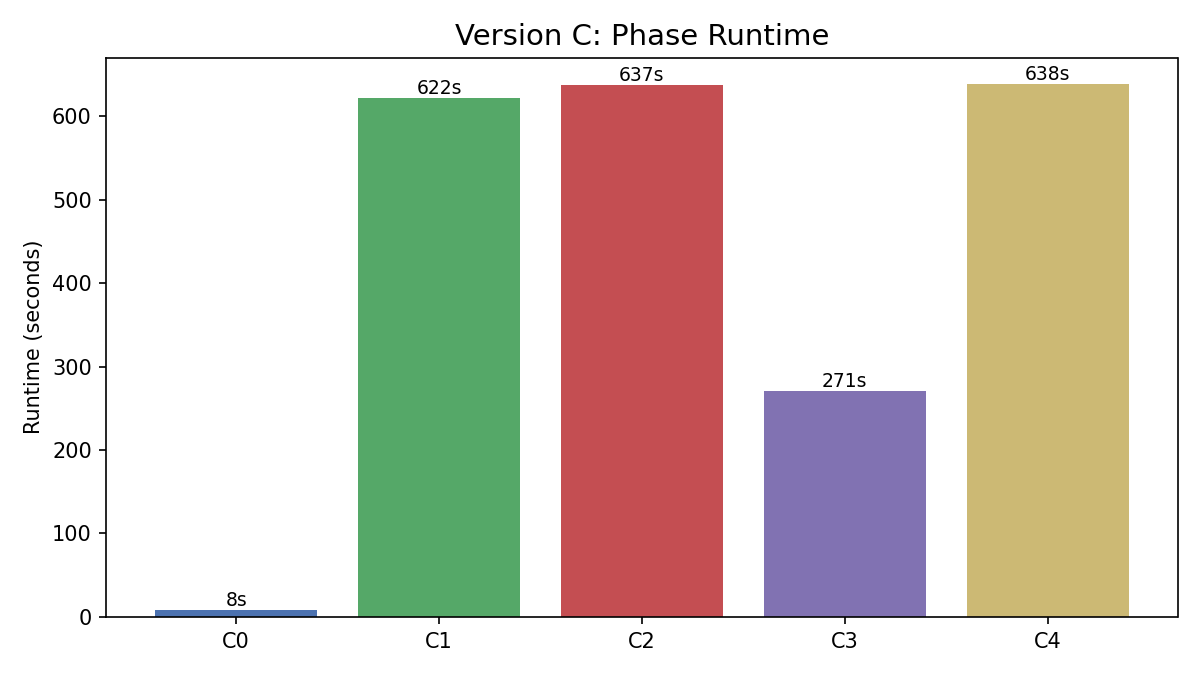 Version C: Phase Runtime
Runtime (seconds)
600
500
400
300
200
100
0
8s
622s
637s
271s
638s
C0
C1
C2
C3
C4